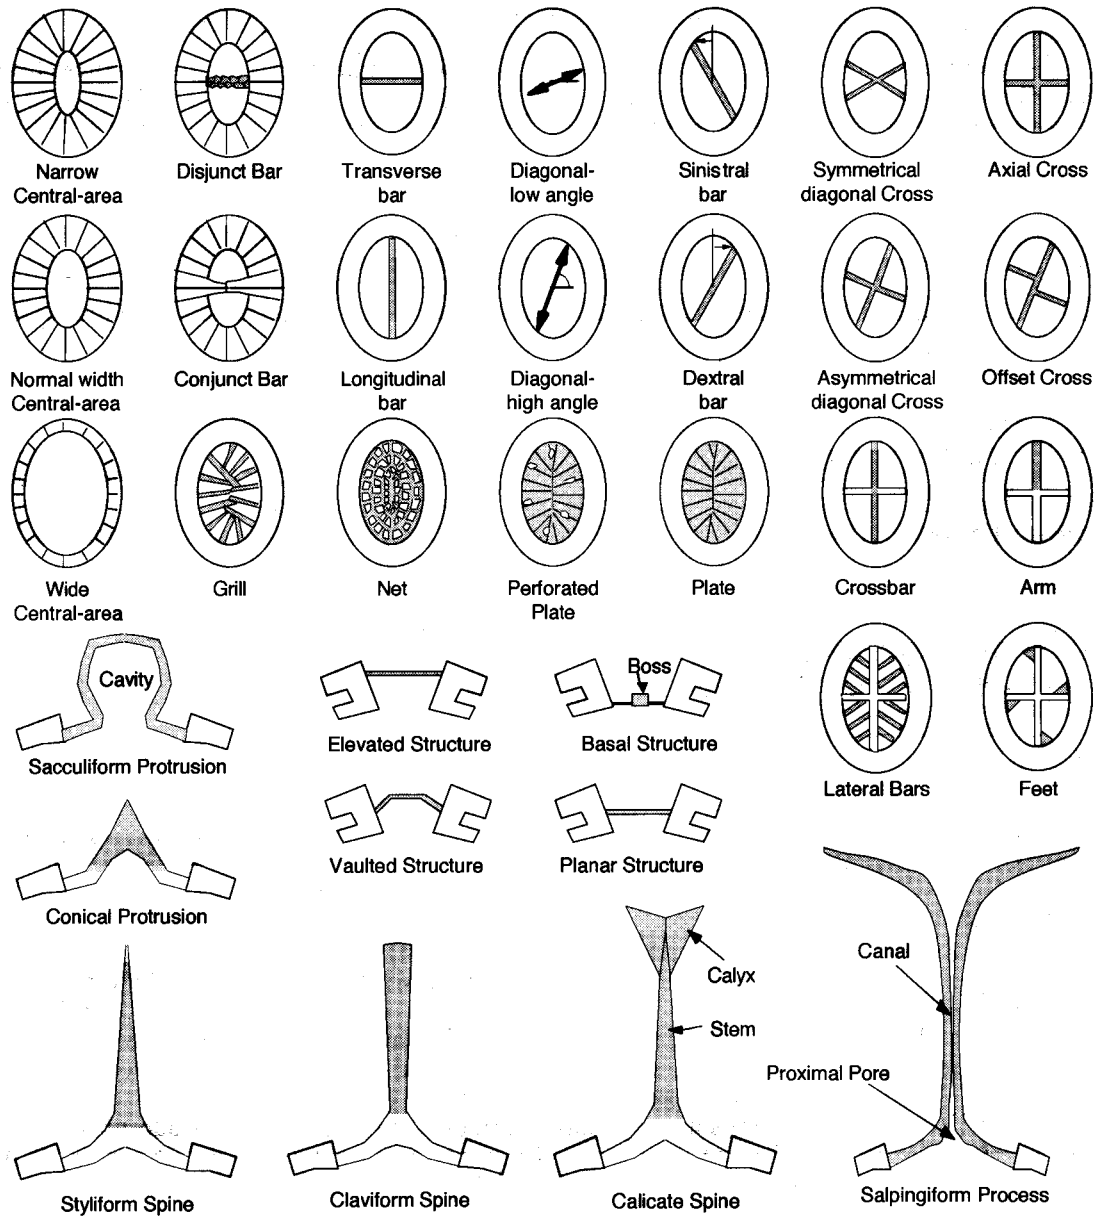 Narrow
Central-area
Disjunct Bar
Transverse
bar
Diagonal-
low angle
Sinistral
bar
Symmetrical
diagonal Cross
Axial Cross
Normal width
Central-area
Conjunct Bar
Longitudinal
bar
Diagonal-
high angle
Dextral
bar
Asymmetrical
diagonal Cross
Offset Cross
Wide
Central-area
Grill
Net
Perforated
Plate
Plate
Crossbar
Arm
Cavity
Sacculiform Protrusion
Elevated Structure
Boss
Basal Structure
Lateral Bars
Feet
Conical Protrusion
Vaulted Structure
Planar Structure
Styliform Spine
Claviform Spine
Calyx
Stem
Calicate Spine
Canal
Proximal Pore
Salpingiform Process